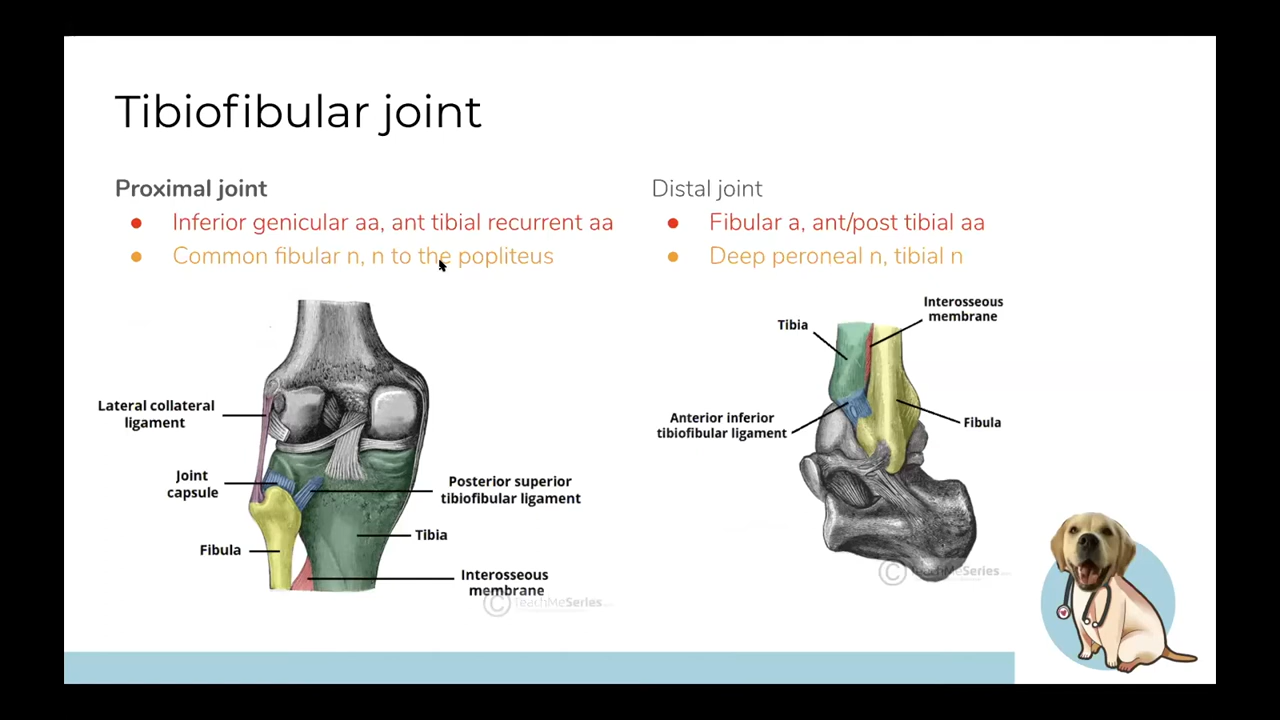 Tibiofibular joint
Proximal joint
Inferior genicular aa, ant tibial recurrent aa
Common fibular n, n to the popliteus
Distal joint
Fibular a, ant/post tibial aa
Deep peroneal n, tibial n
Lateral collateral
ligament
Joint
capsule
Fibula
Posterior superior
tibiofibular ligament
Tibia
Interosseous
membrane
© TeachMeSeries
Interosseous
membrane
Tibia
Anterior inferior
tibiofibular ligament
Fibula
© TeachMeSeries